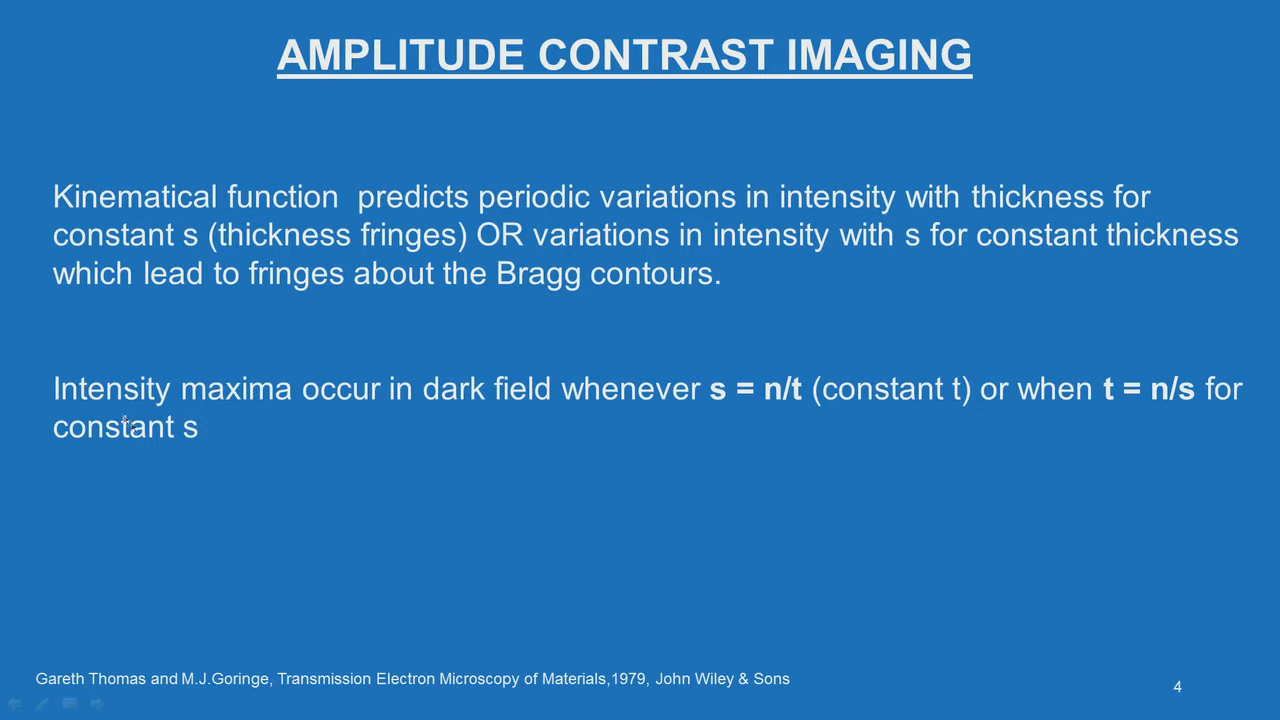 AMPLITUDE CONTRAST IMAGING
Kinematical function  predicts periodic variations in intensity with thickness for
constant s (thickness fringes) OR variations in intensity with s for constant thickness
which lead to fringes about the Bragg contours.
Intensity maxima occur in dark field whenever s = n/t (constant t) or when t = n/s for
constant s
Gareth Thomas and M.J.Goringe, Transmission Electron Microscopy of Materials,1979, John Wiley & Sons
4